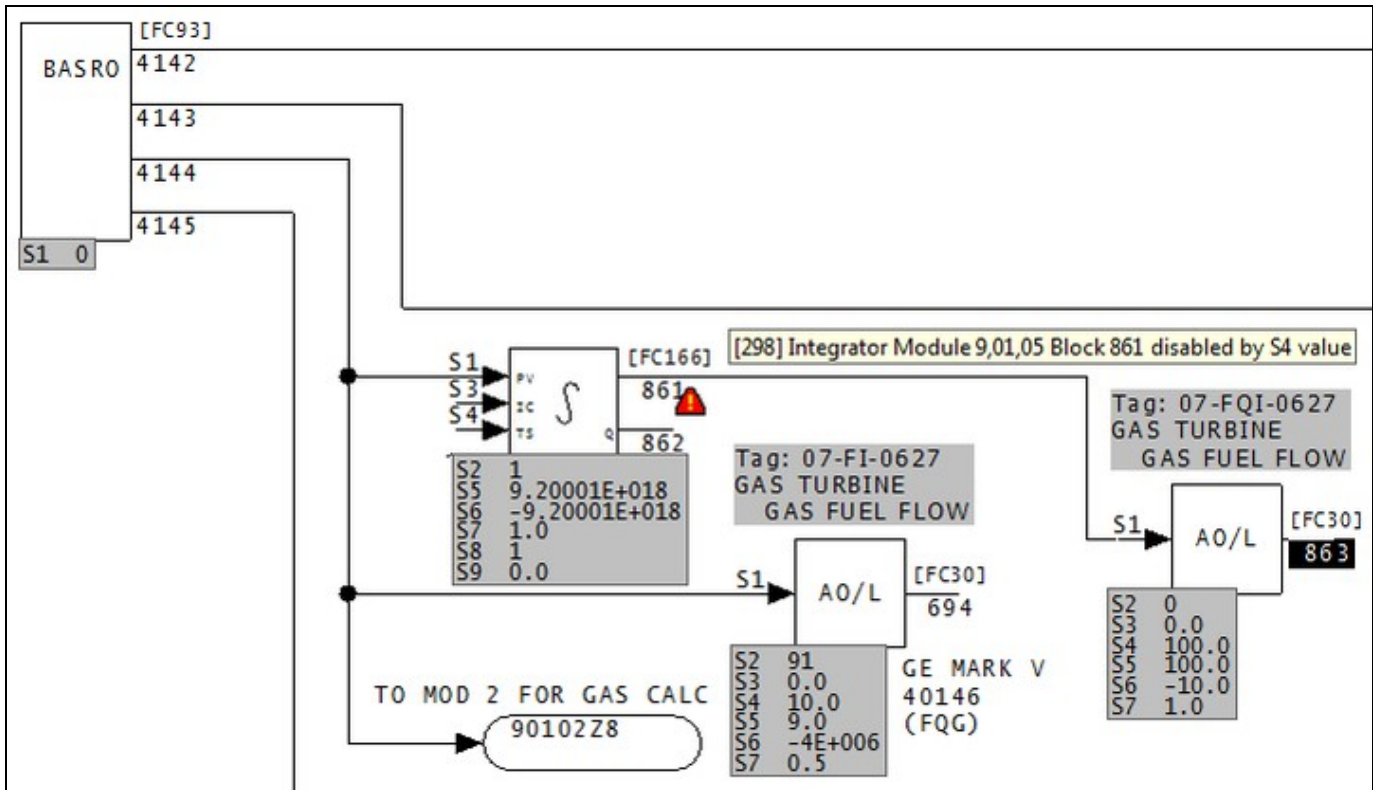 [FC93]
BASRO
4142
4143
4144
4145
S1 0
[298] Integrator Module 9,01,05 Block 861 disabled by S4 value
S1
S3
S4
PV
IC
TS
Q
[FC166]
861
862
S2 1
S5 9.20001E+018
S6 -9.20001E+018
S7 1.0
S8 1
S9 0.0
Tag: 07-FQI-0627
GAS TURBINE
GAS FUEL FLOW
S1
AO/L
[FC30]
863
S2 0
S3 0.0
S4 100.0
S5 100.0
S6 -10.0
S7 1.0
Tag: 07-FI-0627
GAS TURBINE
GAS FUEL FLOW
S1
AO/L
[FC30]
694
S2 91
S3 0.0
S4 10.0
S5 9.0
S6 -4E+006
S7 0.5
GE MARK V
40146
(FQG)
TO MOD 2 FOR GAS CALC
90102Z8